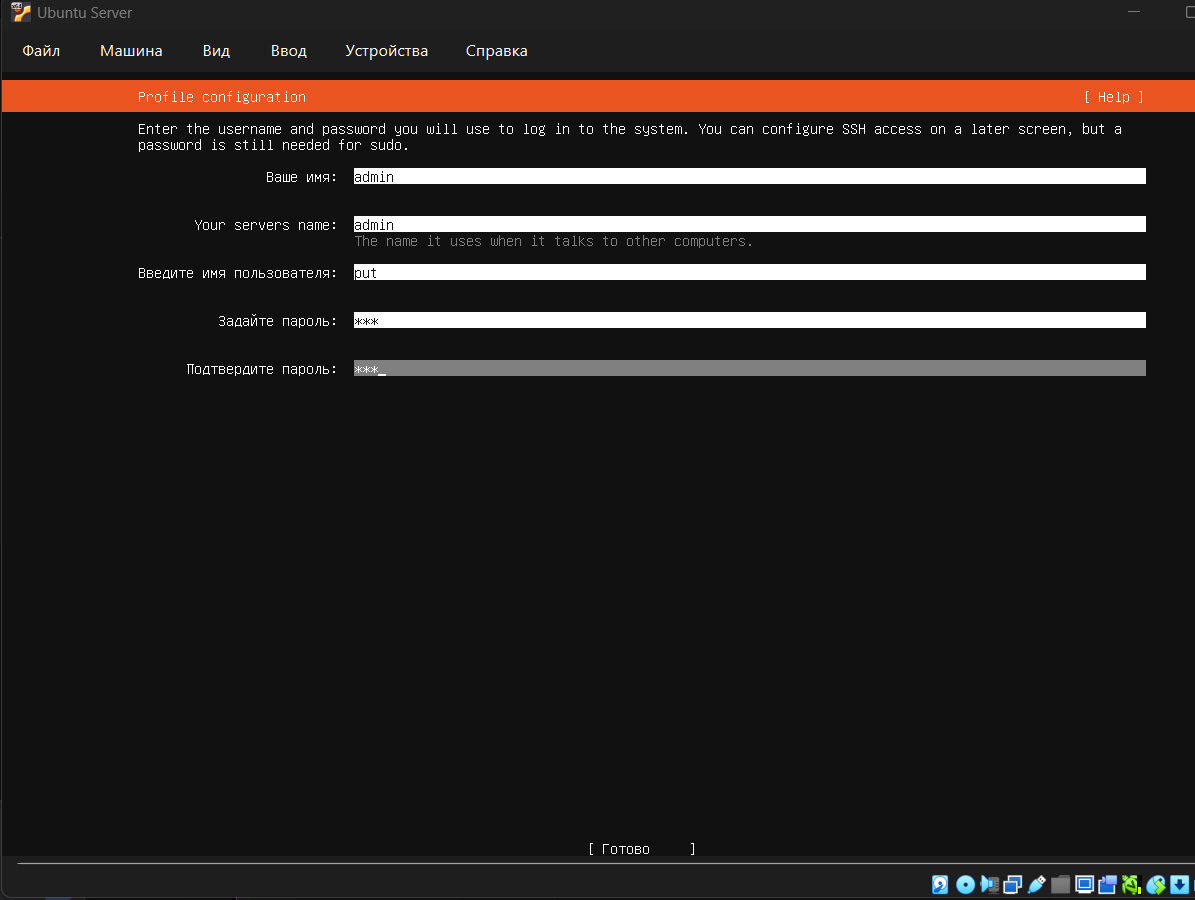 Ubuntu Server
Файл Машина Вид Ввод Устройства Справка
Profile configuration [ Help ]
Enter the username and password you will use to log in to the system. You can configure SSH access on a later screen, but a
password is still needed for sudo.
Ваше имя: admin
Your servers name: admin
The name it uses when it talks to other computers.
Введите имя пользователя: put
Задайте пароль: ***
Подтвердите пароль: ***_
[ Готово ]